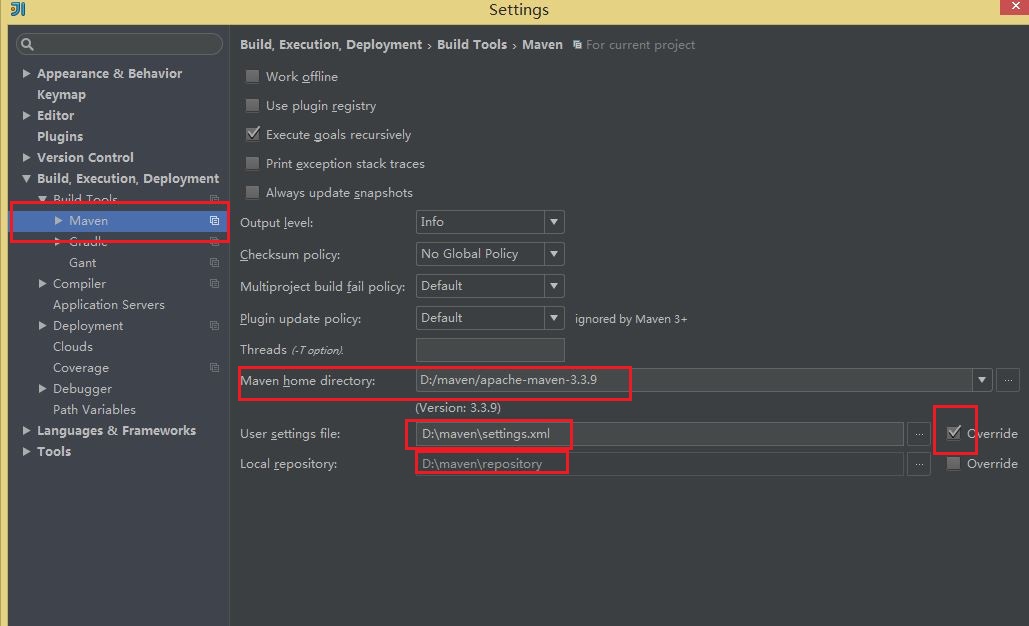 Settings
Build, Execution, Deployment › Build Tools › Maven For current project
Appearance & Behavior
Keymap
Editor
Plugins
Version Control
Build, Execution, Deployment
Build Tools
Maven
Gradle
Gant
Compiler
Application Servers
Deployment
Clouds
Coverage
Debugger
Path Variables
Languages & Frameworks
Tools
Work offline
Use plugin registry
Execute goals recursively
Print exception stack traces
Always update snapshots
Output level: Info
Checksum policy: No Global Policy
Multiproject build fail policy: Default
Plugin update policy: Default ignored by Maven 3+
Threads (-T option).
Maven home directory: D:/maven/apache-maven-3.3.9 ...
(Version: 3.3.9)
User settings file: D:\maven\settings.xml ... Override
Local repository: D:\maven\repository ... Override